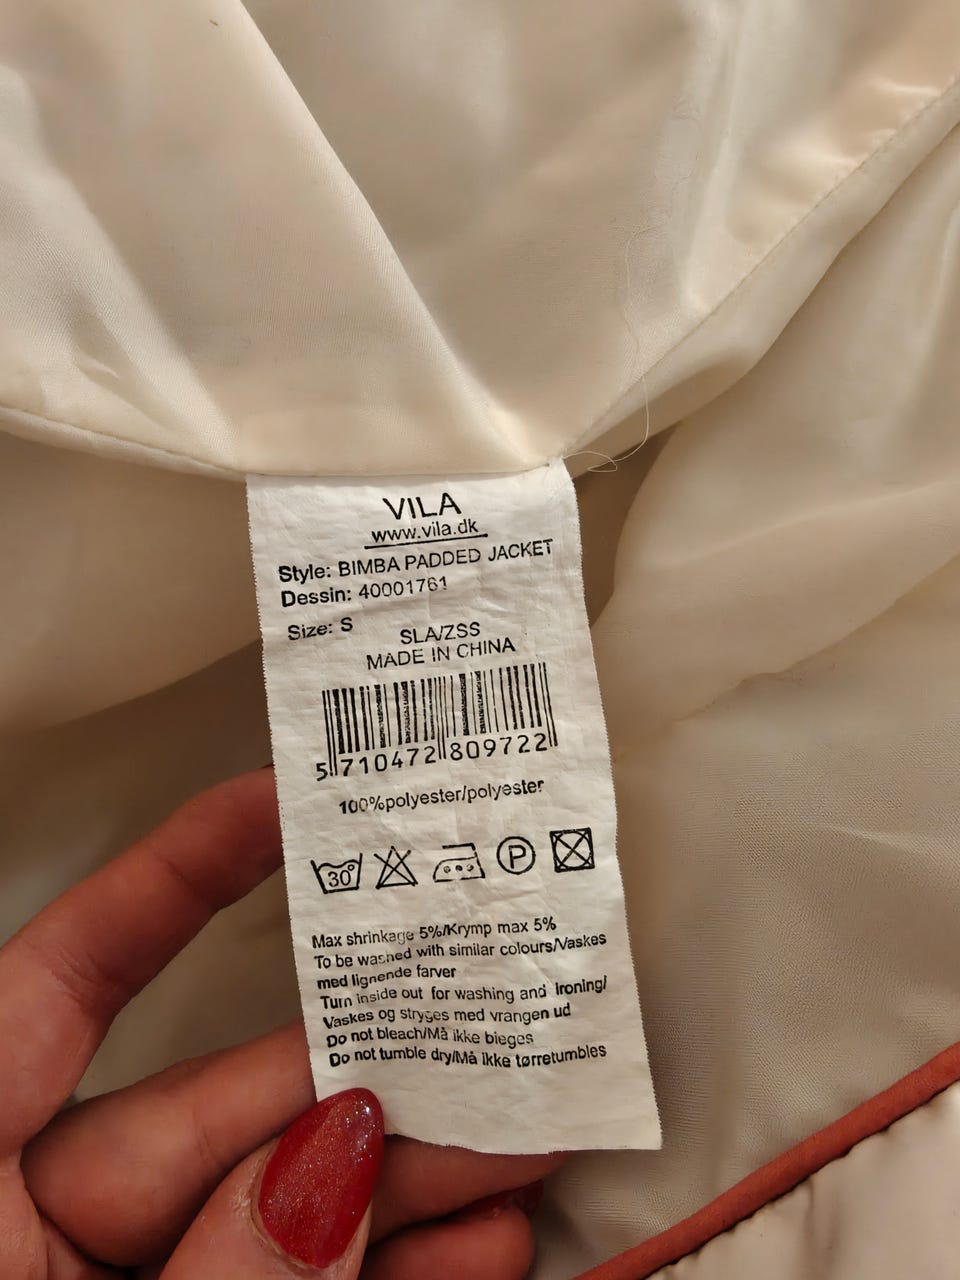 VILA
www.vila.dk
Style: BIMBA PADDED JACKET
Dessin: 40001761
Size: S
SLA/ZSS
MADE IN CHINA
5 710472 809722
100%polyester/polyester
30° P
Max shrinkage 5%/Krymp max 5%
To be washed with similar colours/Vaskes
med lignende farver
Turn inside out for washing and ironing/
Vaskes og stryges med vrangen ud
Do not bleach/Må ikke bleges
Do not tumble dry/Må ikke tørretumbles